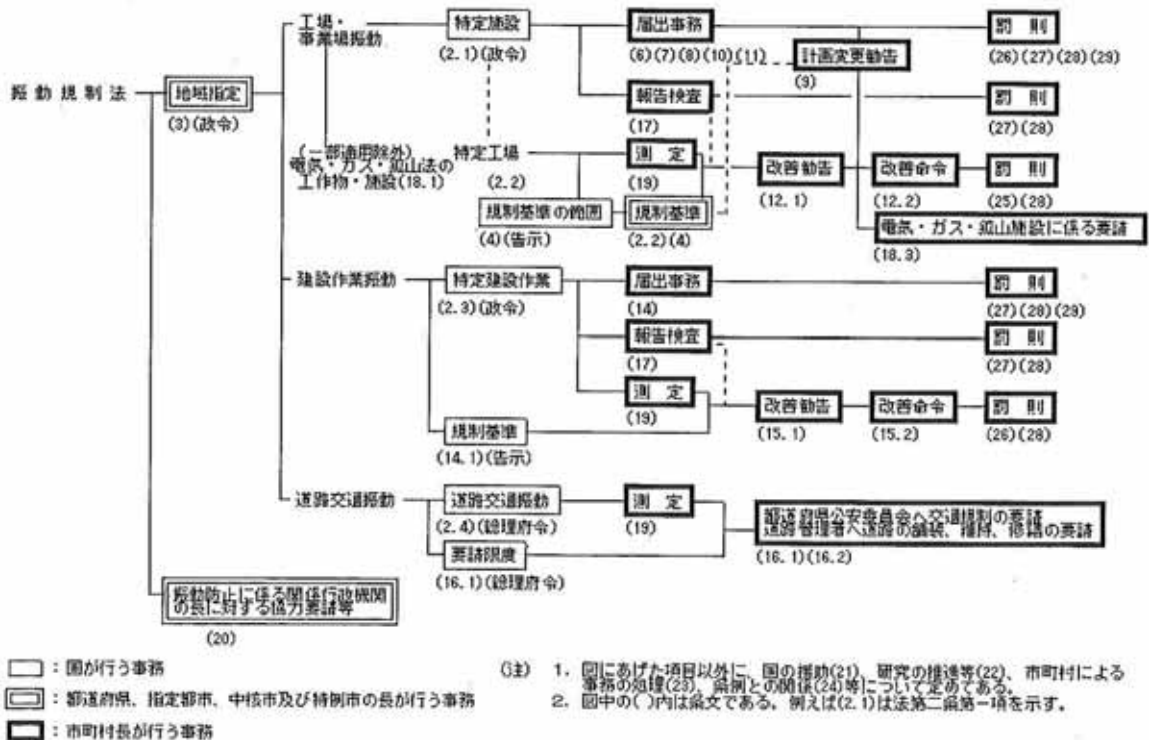 振動規制法
地域指定
(3)(政令)
工場・
事業場振動
特定施設
(2.1)(政令)
届出事務
(6)(7)(8)(10)(11)
計画変更勧告
(9)
罰 則
(26)(27)(28)(29)
報告検査
(17)
罰 則
(27)(28)
(一部適用除外)
電気・ガス・鉱山法の
工作物・施設(18.1)
特定工場
(2.2)
測 定
(19)
改善勧告
(12.1)
改善命令
(12.2)
罰 則
(25)(28)
規制基準の範囲
(4)(告示)
規制基準
(2.2)(4)
電気・ガス・鉱山施設に係る要請
(18.3)
建設作業振動
特定建設作業
(2.3)(政令)
届出事務
(14)
罰 則
(27)(28)(29)
報告検査
(17)
罰 則
(27)(28)
測 定
(19)
改善勧告
(15.1)
改善命令
(15.2)
罰 則
(26)(28)
規制基準
(14.1)(告示)
道路交通振動
道路交通振動
(2.4)(総理府令)
測 定
(19)
都道府県公安委員会へ交通規制の要請
道路管理者へ道路の舗装、維持、修繕の要請
(16.1)(16.2)
要請限度
(16.1)(総理府令)
振動防止に係る関係行政機関
の長に対する協力要請等
(20)
:国が行う事務
:都道府県、指定都市、中核市及び特例市の長が行う事務
:市町村長が行う事務
(注) 1. 図にあげた項目以外に、国の援助(21)、研究の推進等(22)、市町村による
事務の処理(23)、条例との関係(24)等について定めてある。
2. 図中の( )内は条文である。例えば(2.1)は法第二条第一項を示す。